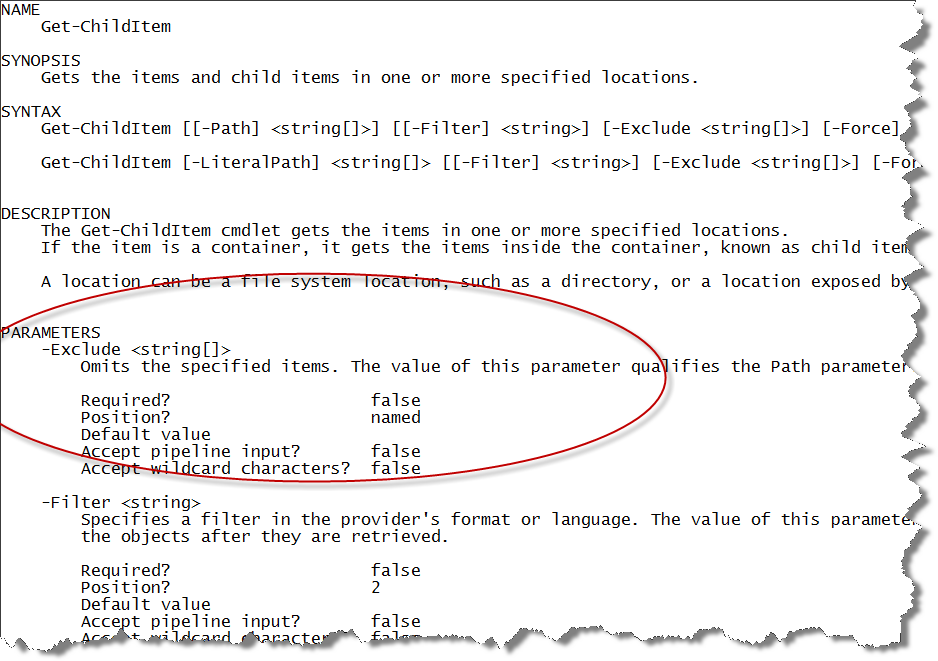 NAME
Get-ChildItem
SYNOPSIS
Gets the items and child items in one or more specified locations.
SYNTAX
Get-ChildItem [[-Path] <string[]>] [[-Filter] <string>] [-Exclude <string[]>] [-Force]
Get-ChildItem [-LiteralPath] <string[]> [[-Filter] <string>] [-Exclude <string[]>] [-For
DESCRIPTION
The Get-ChildItem cmdlet gets the items in one or more specified locations.
If the item is a container, it gets the items inside the container, known as child item
A location can be a file system location, such as a directory, or a location exposed by
PARAMETERS
-Exclude <string[]>
Omits the specified items. The value of this parameter qualifies the Path parameter
Required? false
Position? named
Default value
Accept pipeline input? false
Accept wildcard characters? false
-Filter <string>
Specifies a filter in the provider's format or language. The value of this paramete
the objects after they are retrieved.
Required? false
Position? 2
Default value
Accept pipeline input? false
Accept wildcard character false